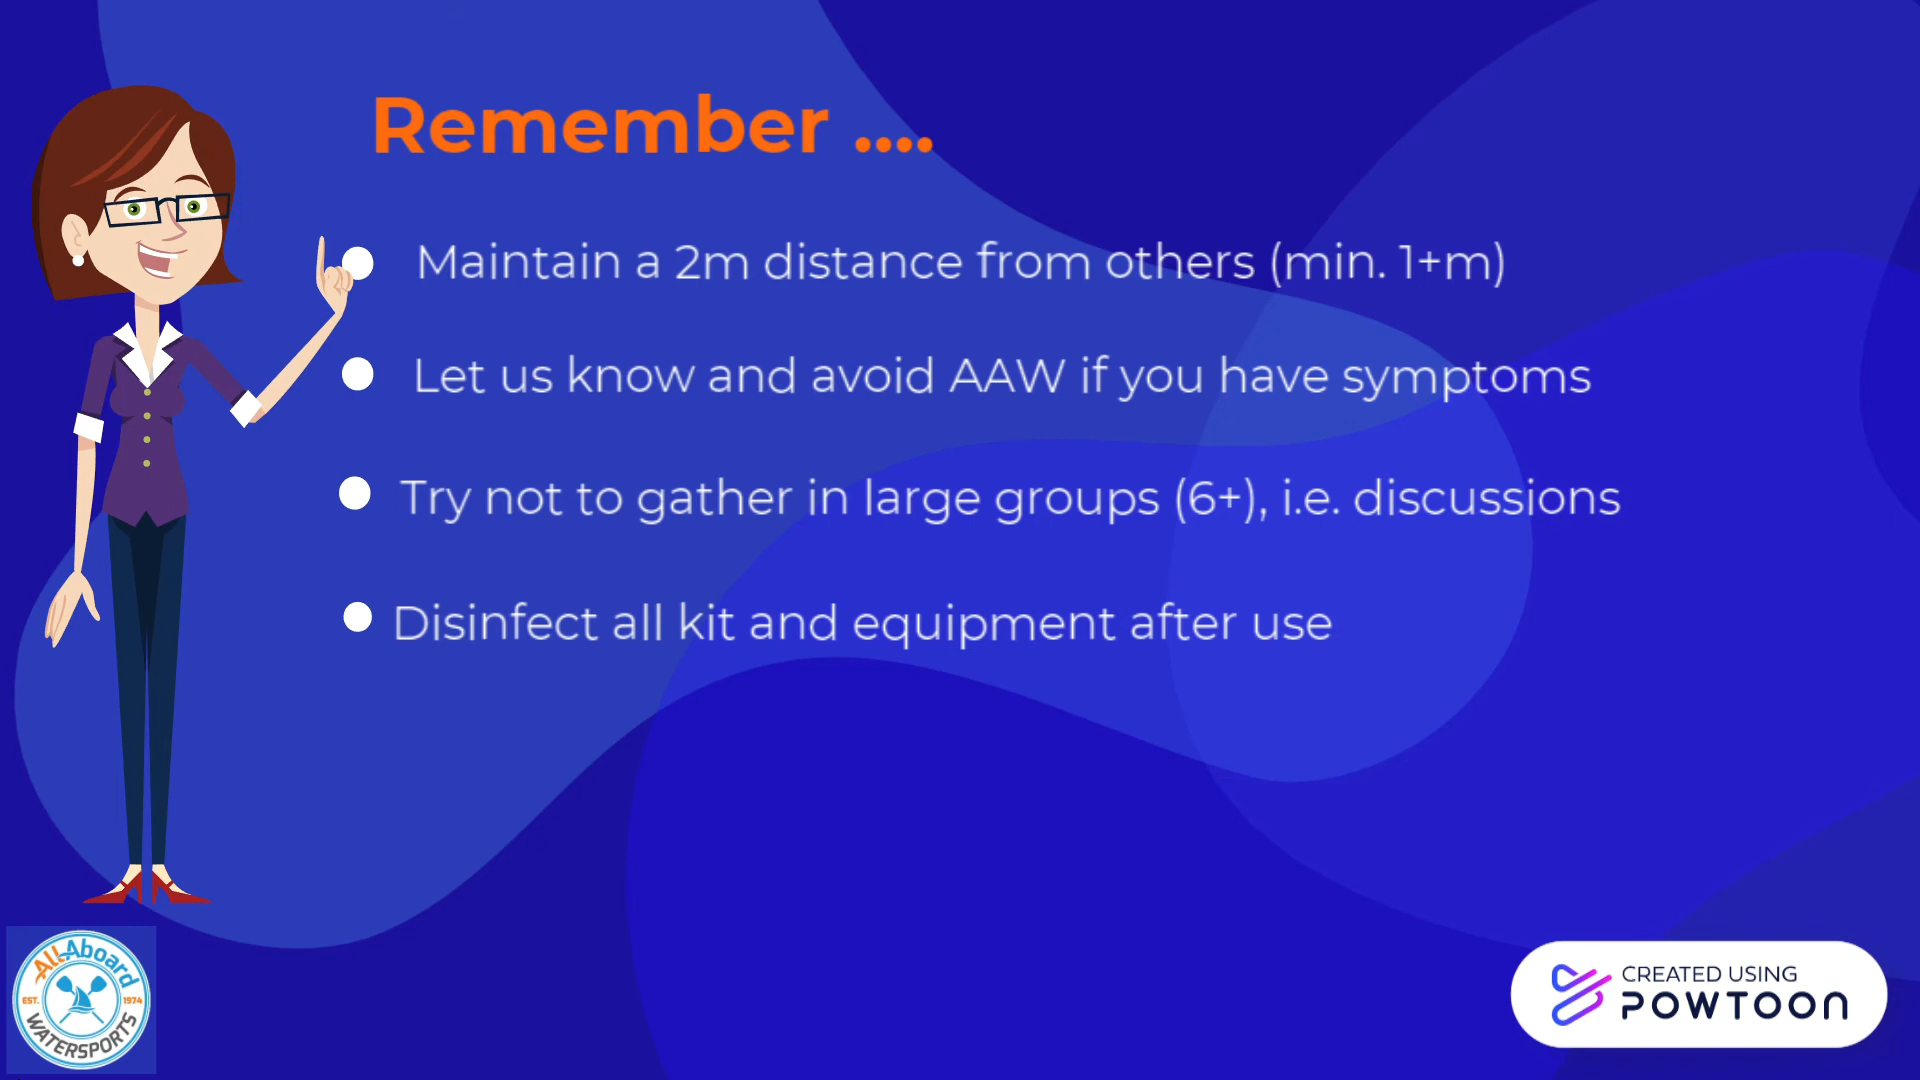 Remember ....
Maintain a 2m distance from others (min. 1+m)
Let us know and avoid AAW if you have symptoms
Try not to gather in large groups (6+), i.e. discussions
Disinfect all kit and equipment after use
All Aboard
EST. 1974
WATERSPORTS
CREATED USING
POWTOON